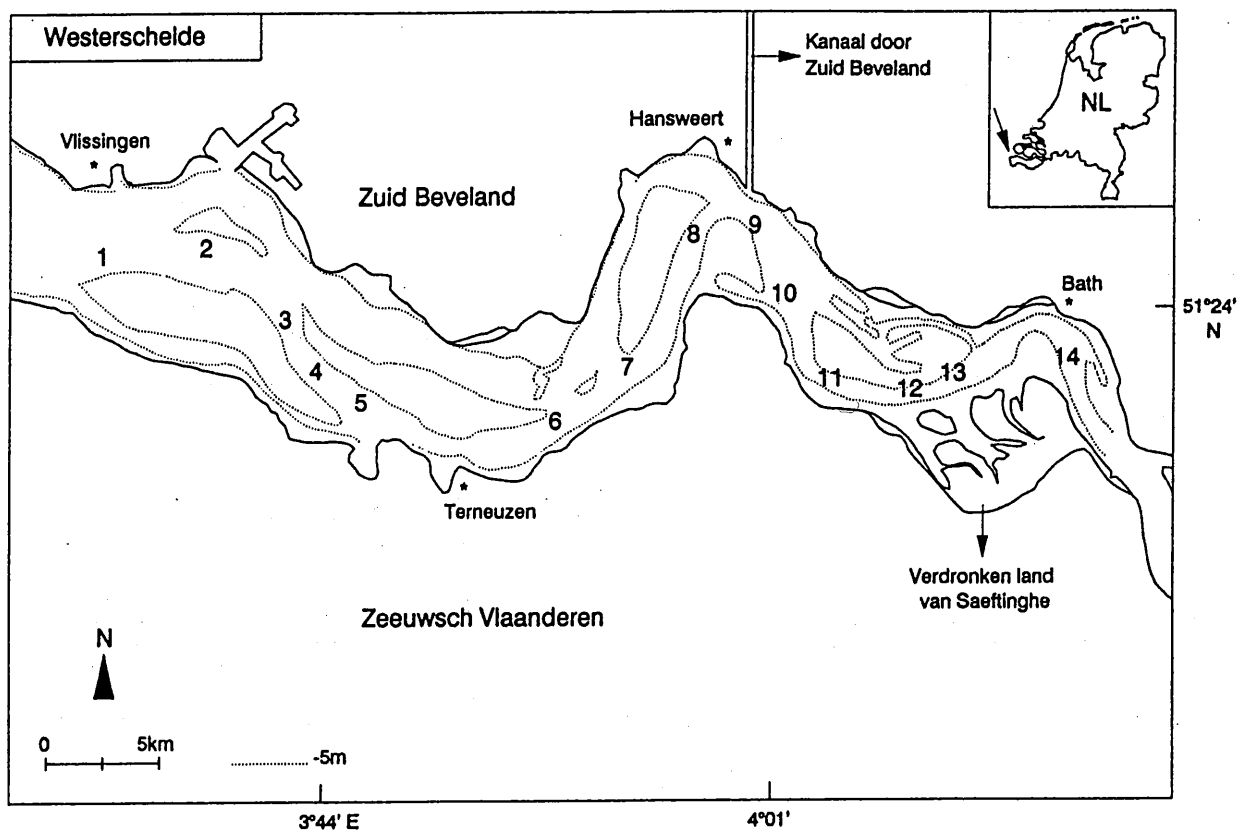 Westerschelde
Kanaal door
Zuid Beveland
NL
Vlissingen
*
Hansweert
*
Zuid Beveland
1
2
8
9
Bath
*
10
51°24'
N
3
4
5
6
7
11
12
13
14
Terneuzen
*
Verdronken land
van Saeftinghe
Zeeuwsch Vlaanderen
N
0
5km
-5m
3°44' E
4°01'